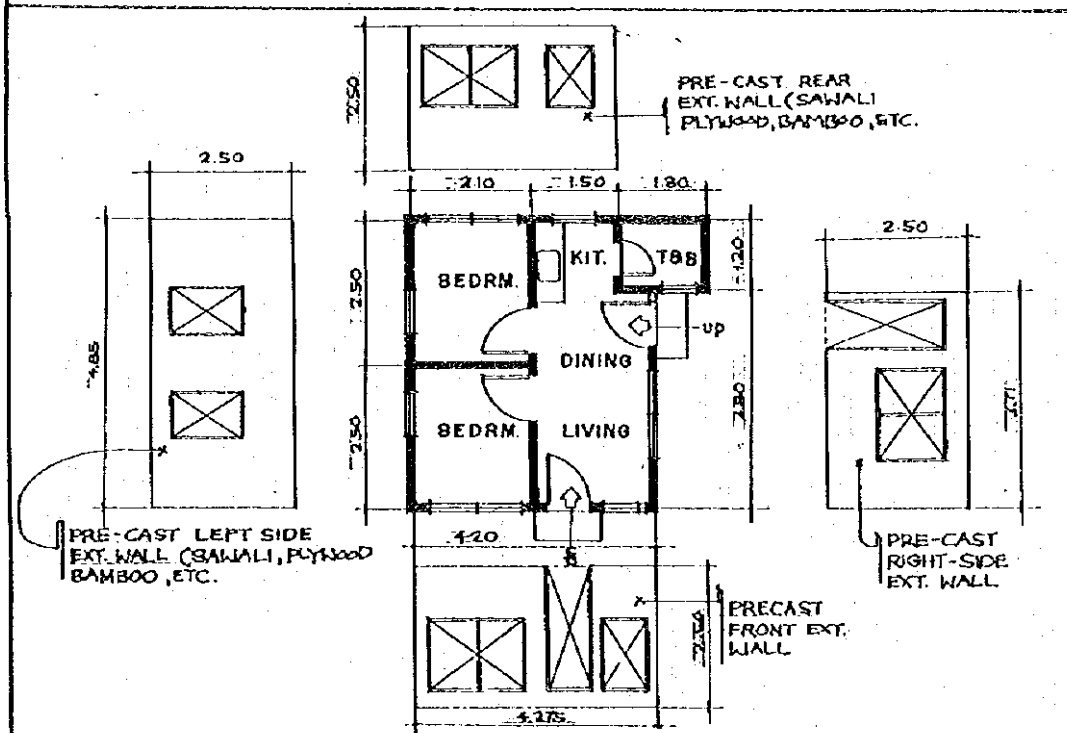 PRE-CAST REAR
EXT. WALL (SAWALI
PLYWOOD, BAMBOO, ETC.
2.50
2.50
2.10 1.50 1.80
2.50
KIT. T&B
1.20
BEDRM.
2.50
up
4.85
DINING
2.80
BEDRM. LIVING
2.50
PRE-CAST LEFT SIDE
EXT. WALL (SAWALI, PLYWOOD
BAMBOO, ETC.
4.20
PRE-CAST
RIGHT-SIDE
EXT. WALL
PRECAST
FRONT EXT.
WALL
4.275